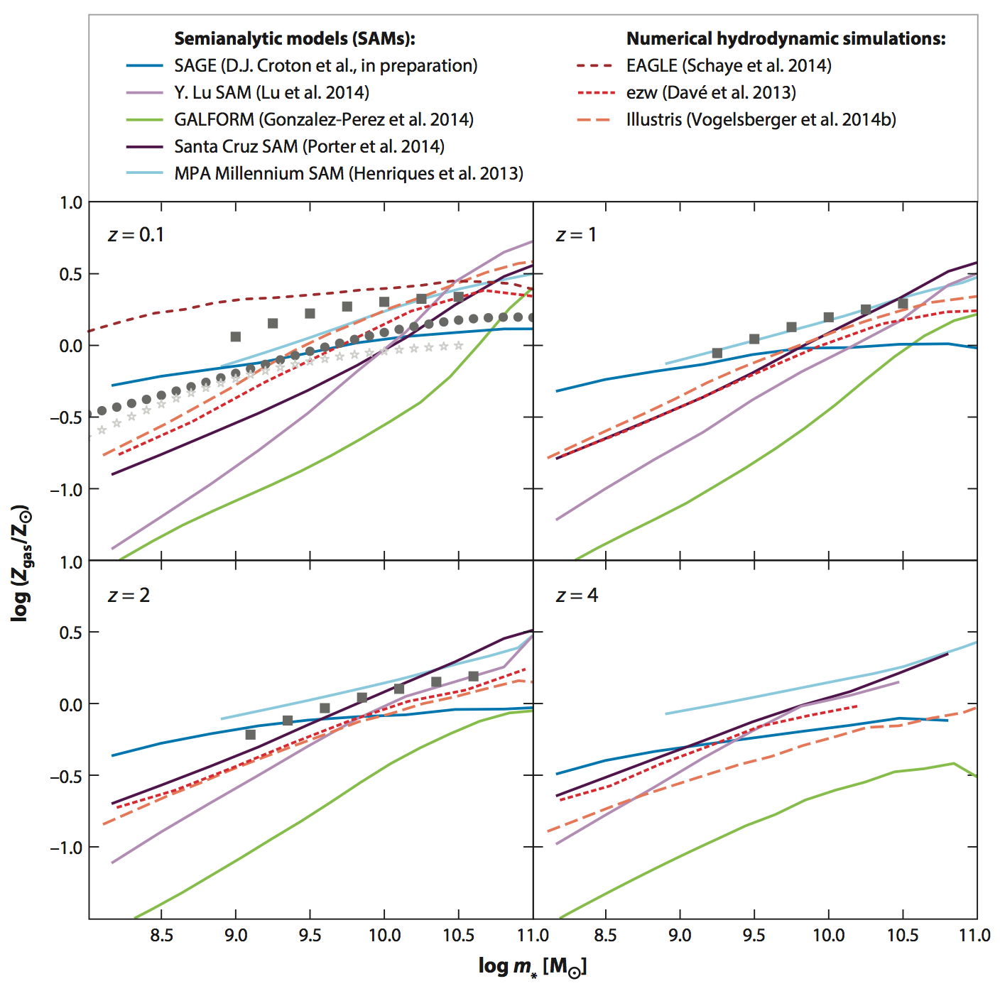 Semianalytic models (SAMs):
SAGE (D.J. Croton et al., in preparation)
Y. Lu SAM (Lu et al. 2014)
GALFORM (Gonzalez-Perez et al. 2014)
Santa Cruz SAM (Porter et al. 2014)
MPA Millennium SAM (Henriques et al. 2013)
Numerical hydrodynamic simulations:
EAGLE (Schaye et al. 2014)
ezw (Davé et al. 2013)
Illustris (Vogelsberger et al. 2014b)
1.0
0.5
0.0
−0.5
−1.0
z = 0.1
z = 1
1.0
0.5
0.0
−0.5
−1.0
z = 2
z = 4
log (Zgas/Z⊙)
8.5 9.0 9.5 10.0 10.5 11.0 8.5 9.0 9.5 10.0 10.5 11.0
log m* [M⊙]